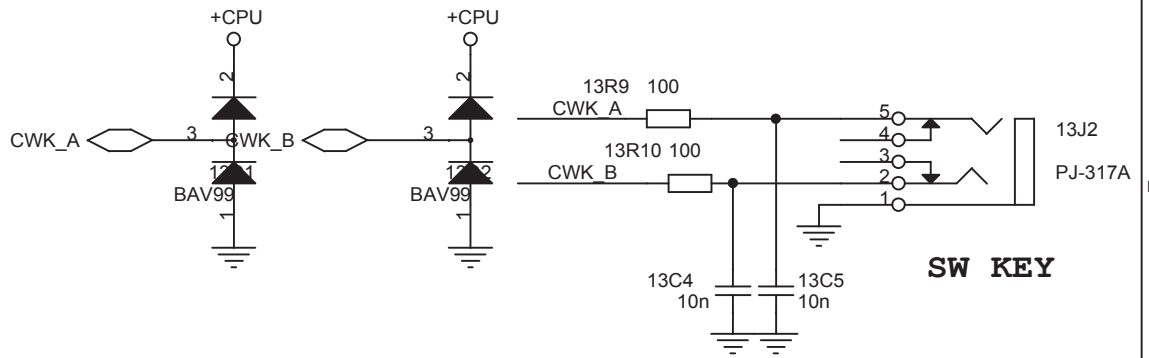 +CPU
+CPU
2
2
13R9 100
CWK_A
5
CWK_A
3
CWK_B
3
4
13J2
13R10 100
3
PJ-317A
CWK_B
2
BAV99
BAV99
1
1
1
SW KEY
13C4
10n
13C5
10n